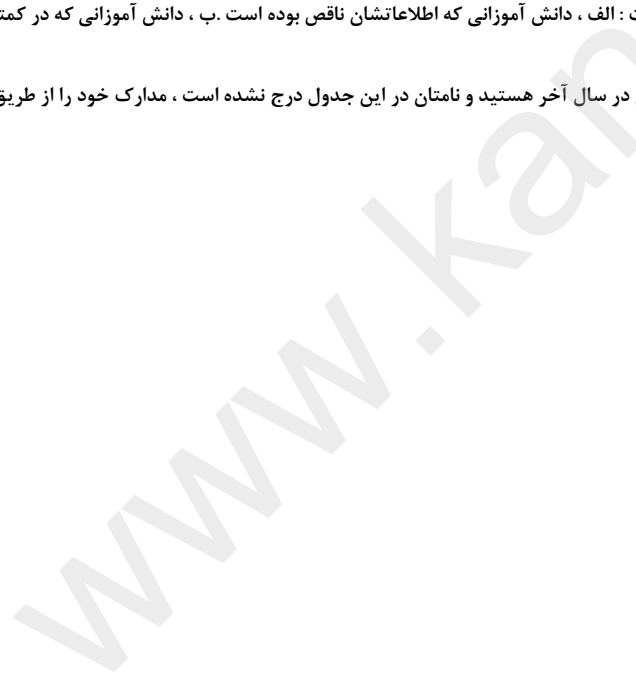 ت : الف ، دانش آموزانی که اطلاعاتشان ناقص بوده است .ب ، دانش آموزانی که در کمت
در سال آخر هستید و نامتان در این جدول درج نشده است ، مدارک خود را از طریق
www.kan